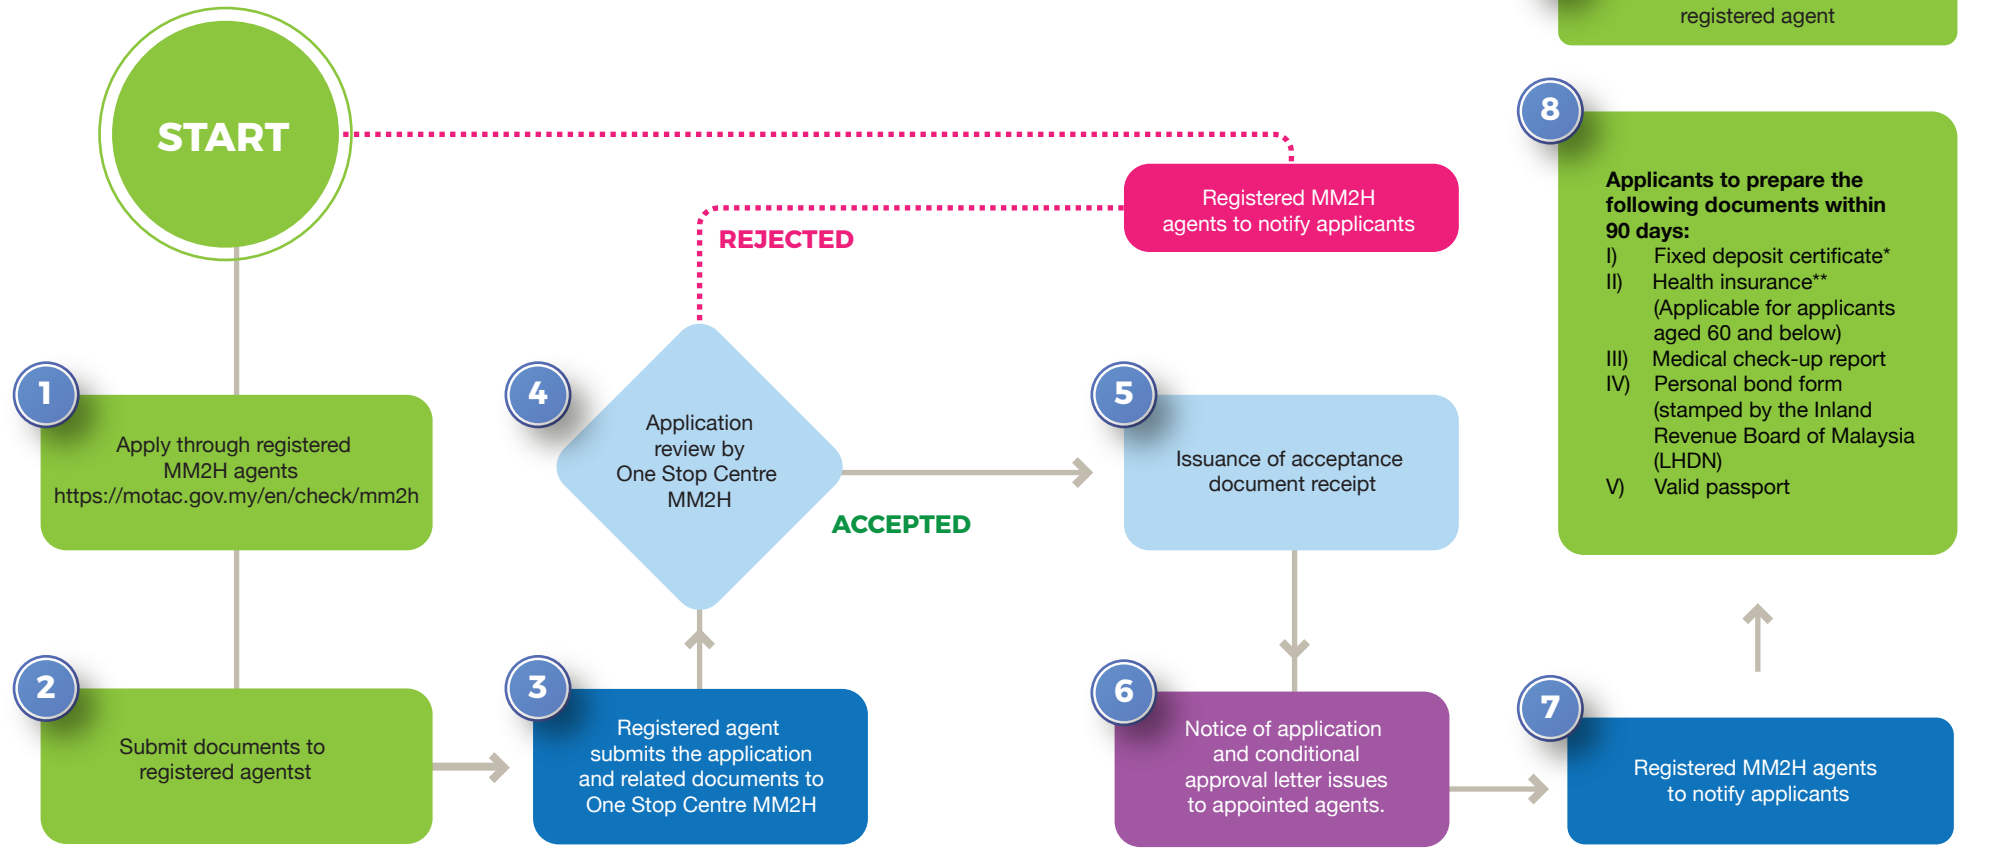 START
1
Apply through registered
MM2H agents
https://motac.gov.my/en/check/mm2h
2
Submit documents to
registered agentst
3
Registered agent
submits the application
and related documents to
One Stop Centre MM2H
4
Application
review by
One Stop Centre
MM2H
REJECTED
Registered MM2H
agents to notify applicants
ACCEPTED
5
Issuance of acceptance
document receipt
6
Notice of application
and conditional
approval letter issues
to appointed agents.
7
Registered MM2H agents
to notify applicants
8
Applicants to prepare the
following documents within
90 days:
I) Fixed deposit certificate*
II) Health insurance**
(Applicable for applicants
aged 60 and below)
III) Medical check-up report
IV) Personal bond form
(stamped by the Inland
Revenue Board of Malaysia
(LHDN)
V) Valid passport
registered agent